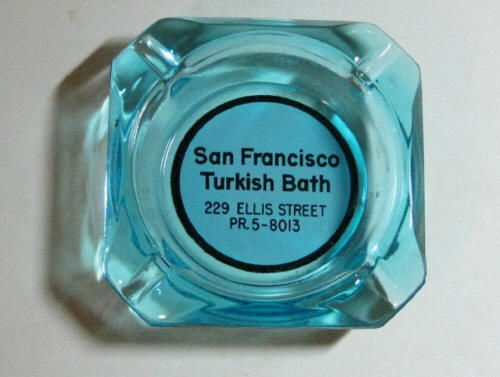 San Francisco
Turkish Bath
229 ELLIS STREET
PR.5-8013